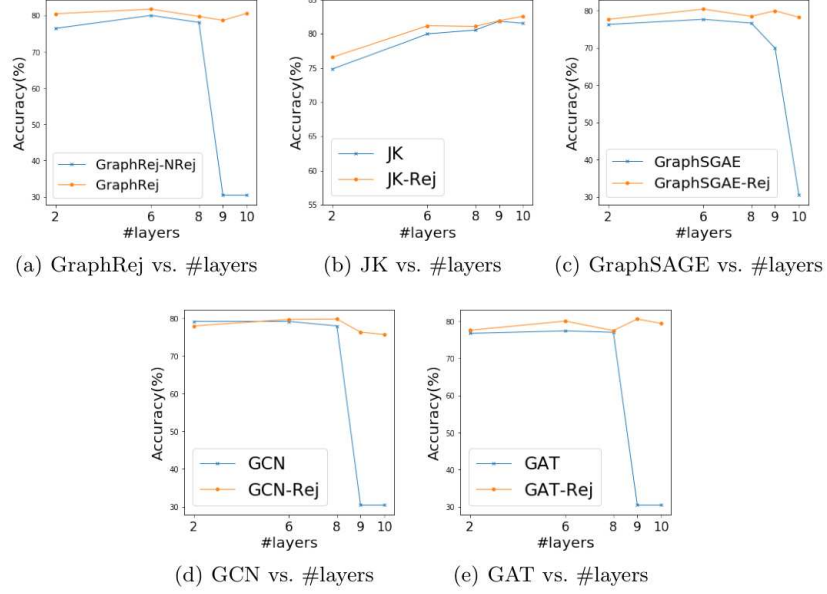 Accuracy(%)
80
70
60
50
40
30
GraphRej-NRej
GraphRej
2 6 8 9 10
#layers
(a) GraphRej vs. #layers
Accuracy(%)
85
80
75
70
65
60
55
JK
JK-Rej
2 6 8 9 10
#layers
(b) JK vs. #layers
Accuracy(%)
80
70
60
50
40
30
GraphSGAE
GraphSGAE-Rej
2 6 8 9 10
#layers
(c) GraphSAGE vs. #layers
Accuracy(%)
80
70
60
50
40
30
GCN
GCN-Rej
2 6 8 9 10
#layers
(d) GCN vs. #layers
Accuracy(%)
80
70
60
50
40
30
GAT
GAT-Rej
2 6 8 9 10
#layers
(e) GAT vs. #layers